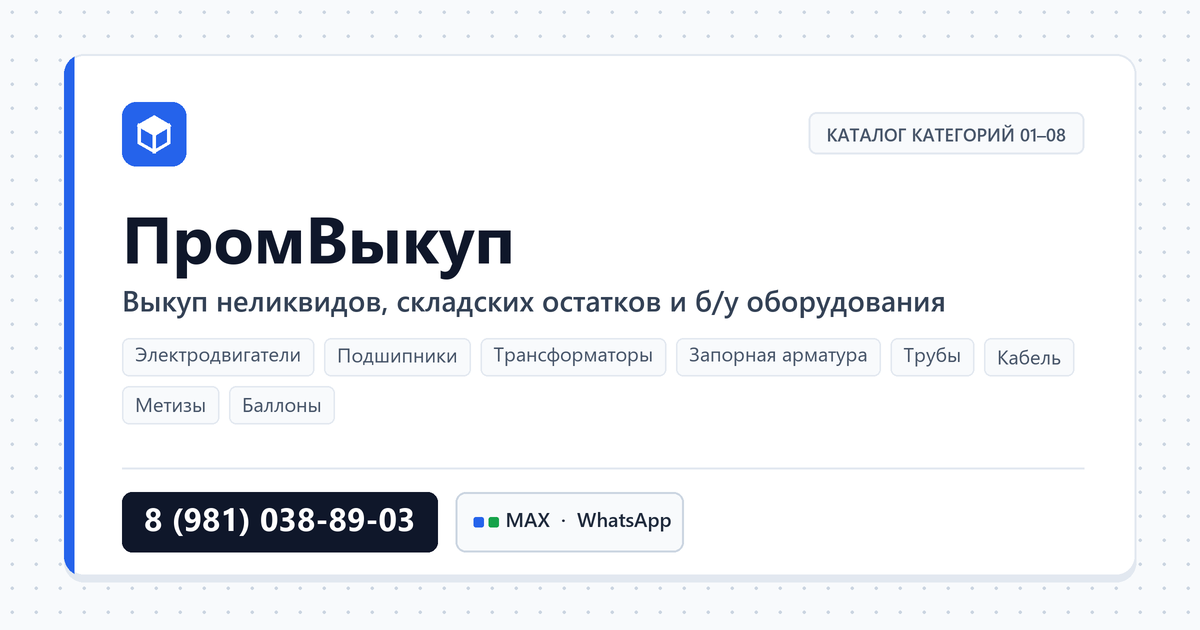 КАТАЛОГ КАТЕГОРИЙ 01–08
ПромВыкуп
Выкуп неликвидов, складских остатков и б/у оборудования
Электродвигатели Подшипники Трансформаторы Запорная арматура Трубы Кабель
Метизы Баллоны
8 (981) 038-89-03 MAX · WhatsApp